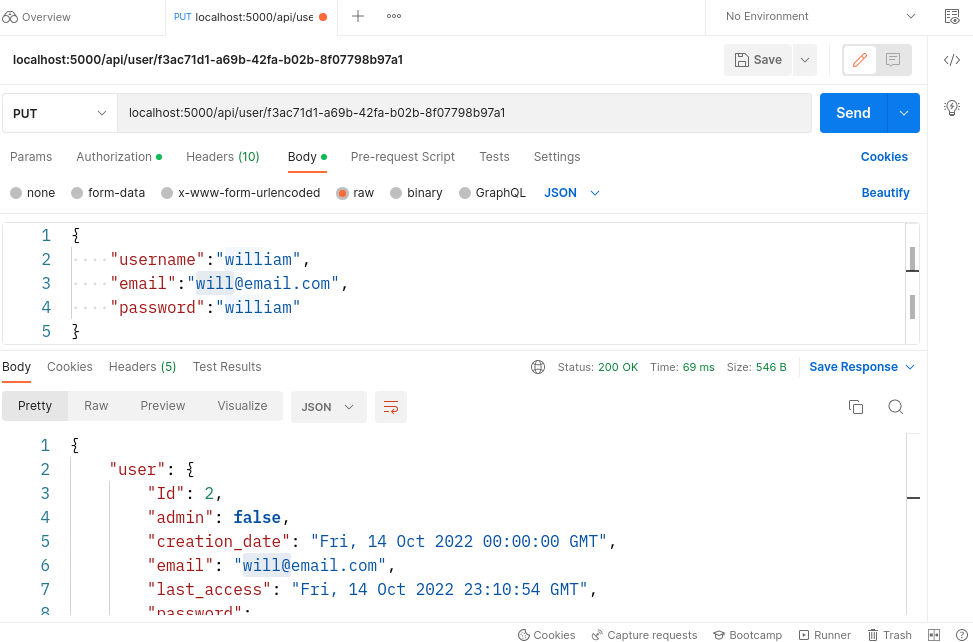 Overview
PUT localhost:5000/api/use
No Environment
localhost:5000/api/user/f3ac71d1-a69b-42fa-b02b-8f07798b97a1
Save
PUT localhost:5000/api/user/f3ac71d1-a69b-42fa-b02b-8f07798b97a1 Send
Params Authorization Headers (10) Body Pre-request Script Tests Settings Cookies
none form-data x-www-form-urlencoded raw binary GraphQL JSON Beautify
1 {
2 ····"username":"william",
3 ····"email":"will@email.com",
4 ····"password":"william"
5 }
Body Cookies Headers (5) Test Results Status: 200 OK Time: 69 ms Size: 546 B Save Response
Pretty Raw Preview Visualize JSON
1 {
2 "user": {
3 "Id": 2,
4 "admin": false,
5 "creation_date": "Fri, 14 Oct 2022 00:00:00 GMT",
6 "email": "will@email.com",
7 "last_access": "Fri, 14 Oct 2022 23:10:54 GMT",
8 "password":
Cookies Capture requests Bootcamp Runner Trash